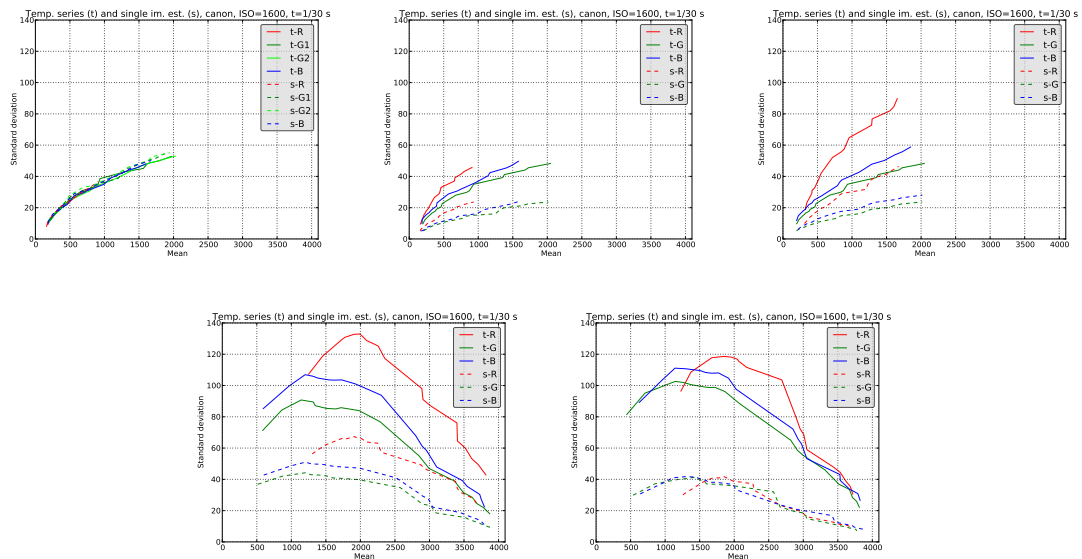 Temp. series (t) and single im. est. (s), canon, ISO=1600, t=1/30 s
140
120
100
80
60
40
20
0
Standard deviation
0 500 1000 1500 2000 2500 3000 3500 4000
Mean
t-R
t-G1
t-G2
t-B
s-R
s-G1
s-G2
s-B
Temp. series (t) and single im. est. (s), canon, ISO=1600, t=1/30 s
140
120
100
80
60
40
20
0
Standard deviation
0 500 1000 1500 2000 2500 3000 3500 4000
Mean
t-R
t-G
t-B
s-R
s-G
s-B
Temp. series (t) and single im. est. (s), canon, ISO=1600, t=1/30 s
140
120
100
80
60
40
20
0
Standard deviation
0 500 1000 1500 2000 2500 3000 3500 4000
Mean
t-R
t-G
t-B
s-R
s-G
s-B
Temp. series (t) and single im. est. (s), canon, ISO=1600, t=1/30 s
140
120
100
80
60
40
20
0
Standard deviation
0 500 1000 1500 2000 2500 3000 3500 4000
Mean
t-R
t-G
t-B
s-R
s-G
s-B
Temp. series (t) and single im. est. (s), canon, ISO=1600, t=1/30 s
140
120
100
80
60
40
20
0
Standard deviation
0 500 1000 1500 2000 2500 3000 3500 4000
Mean
t-R
t-G
t-B
s-R
s-G
s-B